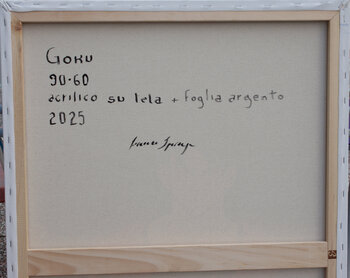 GOKU
90-60
acrilico su tela + foglia argento
2025